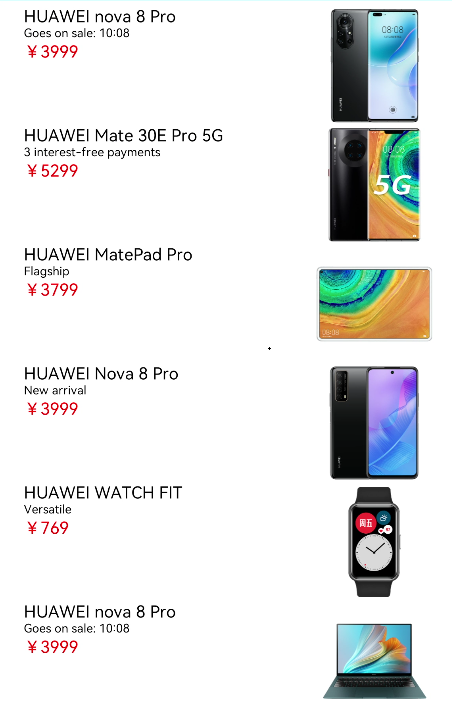 HUAWEI nova 8 Pro
Goes on sale: 10:08
￥3999
HUAWEI Mate 30E Pro 5G
3 interest-free payments
￥5299
5G
HUAWEI MatePad Pro
Flagship
￥3799
HUAWEI Nova 8 Pro
New arrival
￥3999
HUAWEI WATCH FIT
Versatile
￥769
周五
HUAWEI nova 8 Pro
Goes on sale: 10:08
￥3999